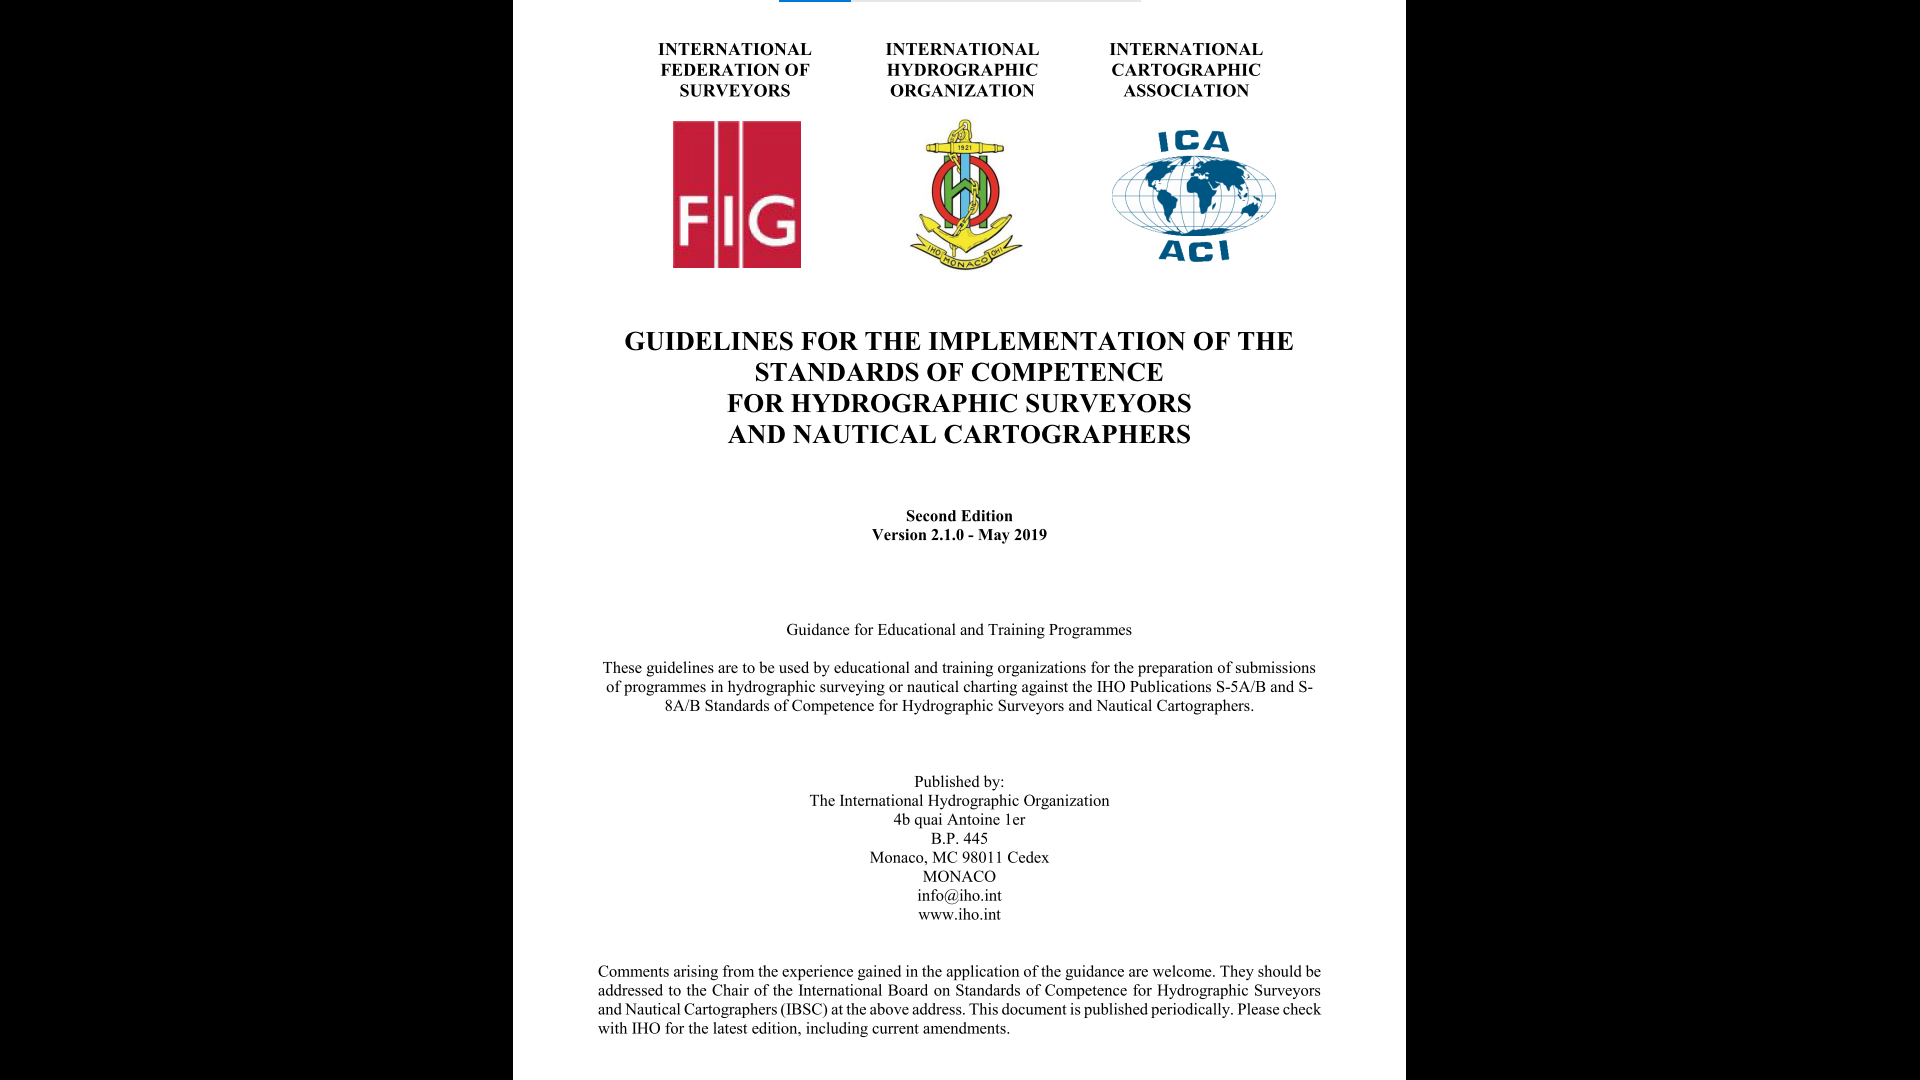 INTERNATIONAL
FEDERATION OF
SURVEYORS
INTERNATIONAL
HYDROGRAPHIC
ORGANIZATION
INTERNATIONAL
CARTOGRAPHIC
ASSOCIATION
FIG
1921
IHO MONACO OHI
ICA
ACI
GUIDELINES FOR THE IMPLEMENTATION OF THE
STANDARDS OF COMPETENCE
FOR HYDROGRAPHIC SURVEYORS
AND NAUTICAL CARTOGRAPHERS
Second Edition
Version 2.1.0 - May 2019
Guidance for Educational and Training Programmes
These guidelines are to be used by educational and training organizations for the preparation of submissions
of programmes in hydrographic surveying or nautical charting against the IHO Publications S-5A/B and S-
8A/B Standards of Competence for Hydrographic Surveyors and Nautical Cartographers.
Published by:
The International Hydrographic Organization
4b quai Antoine 1er
B.P. 445
Monaco, MC 98011 Cedex
MONACO
info@iho.int
www.iho.int
Comments arising from the experience gained in the application of the guidance are welcome. They should be
addressed to the Chair of the International Board on Standards of Competence for Hydrographic Surveyors
and Nautical Cartographers (IBSC) at the above address. This document is published periodically. Please check
with IHO for the latest edition, including current amendments.